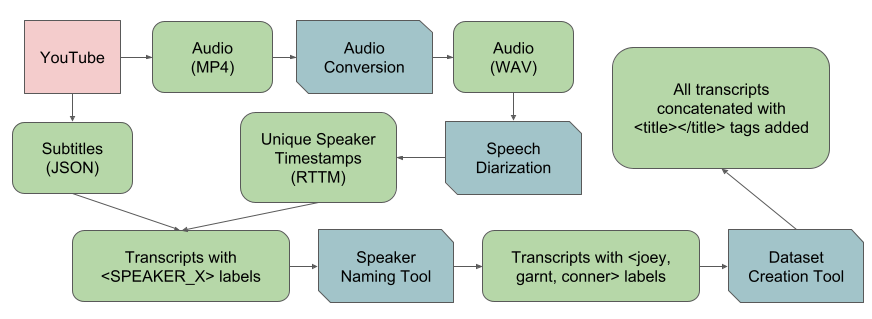 YouTube
Audio
(MP4)
Audio
Conversion
Audio
(WAV)
All transcripts
concatenated with
<title></title> tags added
Subtitles
(JSON)
Unique Speaker
Timestamps
(RTTM)
Speech
Diarization
Transcripts with
<SPEAKER_X> labels
Speaker
Naming Tool
Transcripts with <joey,
garnt, conner> labels
Dataset
Creation Tool